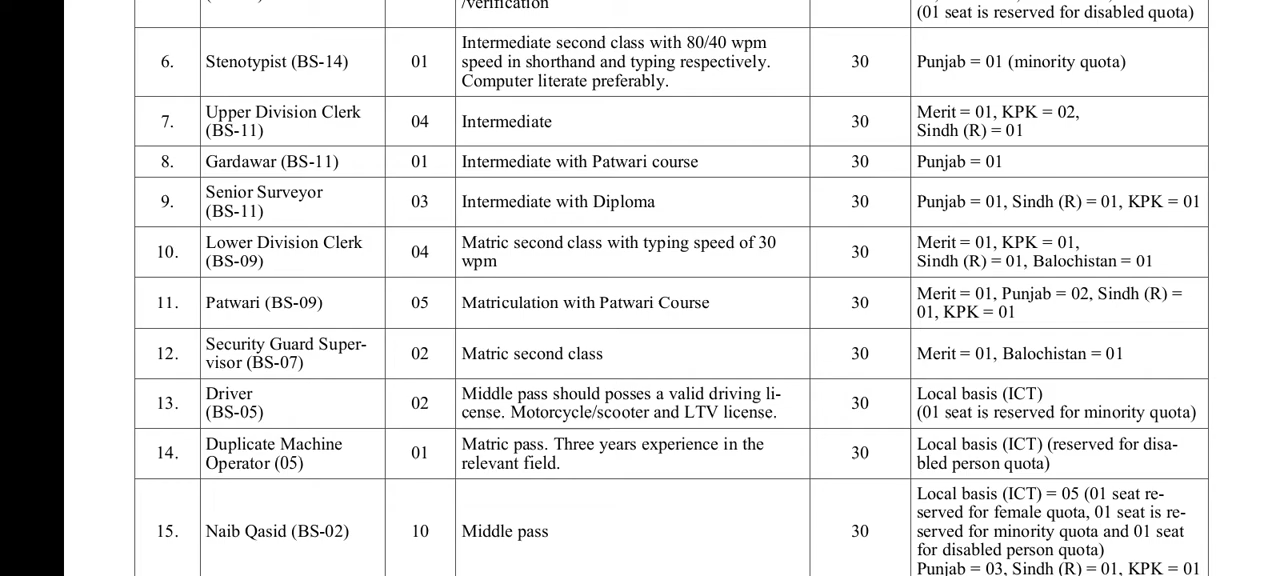 /verification
(01 seat is reserved for disabled quota)
6. Stenotypist (BS-14) 01 Intermediate second class with 80/40 wpm
speed in shorthand and typing respectively.
Computer literate preferably. 30 Punjab = 01 (minority quota)
7. Upper Division Clerk
(BS-11) 04 Intermediate 30 Merit = 01, KPK = 02,
Sindh (R) = 01
8. Gardawar (BS-11) 01 Intermediate with Patwari course 30 Punjab = 01
9. Senior Surveyor
(BS-11) 03 Intermediate with Diploma 30 Punjab = 01, Sindh (R) = 01, KPK = 01
10. Lower Division Clerk
(BS-09) 04 Matric second class with typing speed of 30
wpm 30 Merit = 01, KPK = 01,
Sindh (R) = 01, Balochistan = 01
11. Patwari (BS-09) 05 Matriculation with Patwari Course 30 Merit = 01, Punjab = 02, Sindh (R) =
01, KPK = 01
12. Security Guard Super-
visor (BS-07) 02 Matric second class 30 Merit = 01, Balochistan = 01
13. Driver
(BS-05) 02 Middle pass should posses a valid driving li-
cense. Motorcycle/scooter and LTV license. 30 Local basis (ICT)
(01 seat is reserved for minority quota)
14. Duplicate Machine
Operator (05) 01 Matric pass. Three years experience in the
relevant field. 30 Local basis (ICT) (reserved for disa-
bled person quota)
15. Naib Qasid (BS-02) 10 Middle pass 30 Local basis (ICT) = 05 (01 seat re-
served for female quota, 01 seat is re-
served for minority quota and 01 seat
for disabled person quota)
Punjab = 03, Sindh (R) = 01, KPK = 01